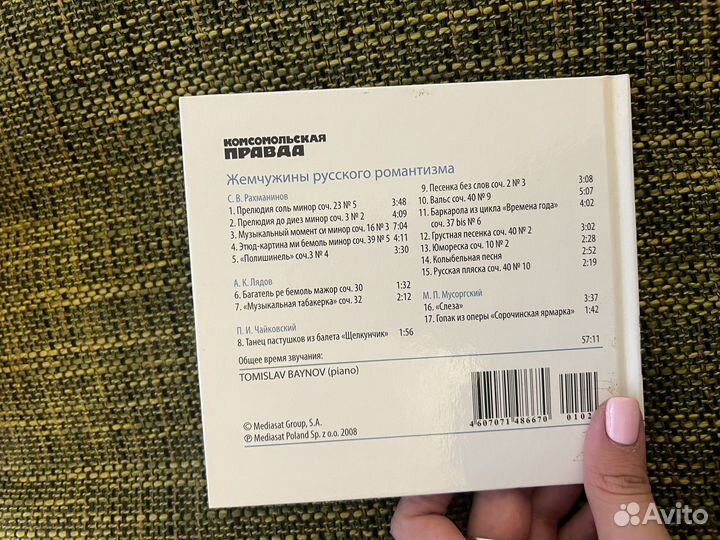 КОМСОМОЛЬСКАЯ
ПРАВДА
Жемчужины русского романтизма
С. В. Рахманинов
1. Прелюдия соль минор соч. 23 № 5 3:48
2. Прелюдия до диез минор соч. 3 № 2 4:09
3. Музыкальный момент си минор соч. 16 № 3 7:04
4. Этюд-картина ми бемоль минор соч. 39 № 5 4:11
5. «Полишинель» соч.3 № 4 3:30
А. К. Лядов
6. Багатель ре бемоль мажор соч. 30 1:32
7. «Музыкальная табакерка» соч. 32 2:12
П. И. Чайковский
8. Танец пастушков из балета «Щелкунчик» 1:56
9. Песенка без слов соч. 2 № 3 3:08
10. Вальс соч. 40 № 9 5:07
11. Баркарола из цикла «Времена года» 4:02
соч. 37 bis № 6
12. Грустная песенка соч. 40 № 2 3:02
13. Юмореска соч. 10 № 2 2:28
14. Колыбельная песня 2:52
15. Русская пляска соч. 40 № 10 2:19
М. П. Мусоргский
16. «Слеза» 3:37
17. Гопак из оперы «Сорочинская ярмарка» 1:42
Общее время звучания: 57:11
TOMISLAV BAYNOV (piano)
© Mediasat Group, S.A.
℗ Mediasat Poland Sp. z o.o. 2008
4 607071 486670
Avito